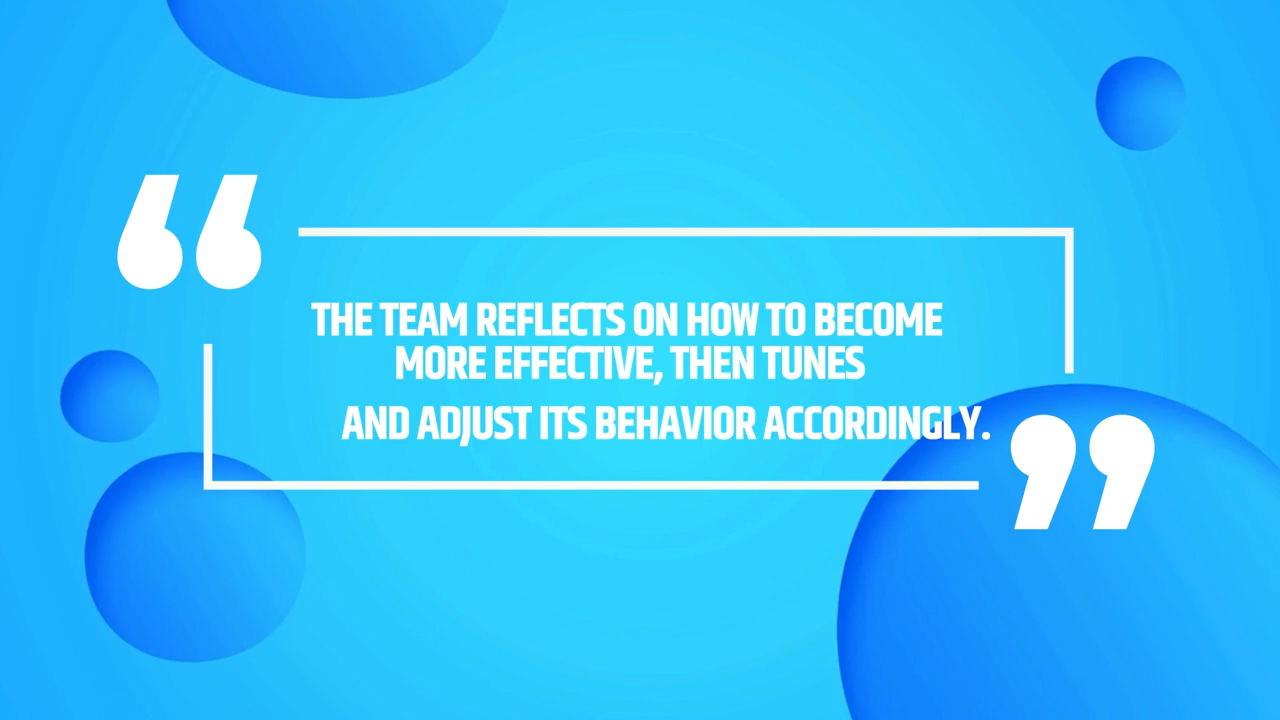 THE TEAM REFLECTS ON HOW TO BECOME
MORE EFFECTIVE, THEN TUNES
AND ADJUST ITS BEHAVIOR ACCORDINGLY.